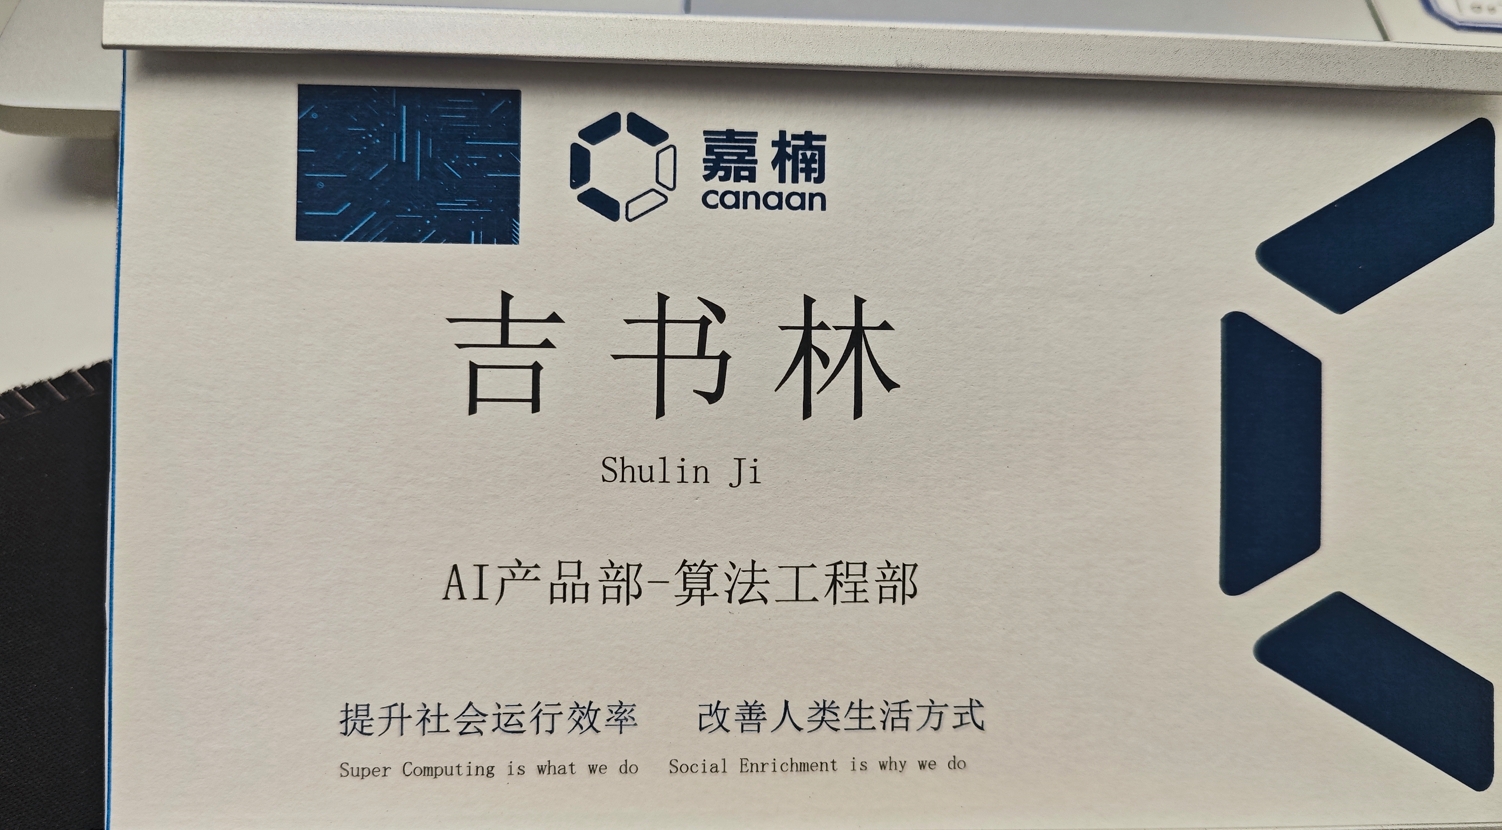 嘉楠
canaan
吉书林
Shulin Ji
AI产品部-算法工程部
提升社会运行效率 改善人类生活方式
Super Computing is what we do Social Enrichment is why we do